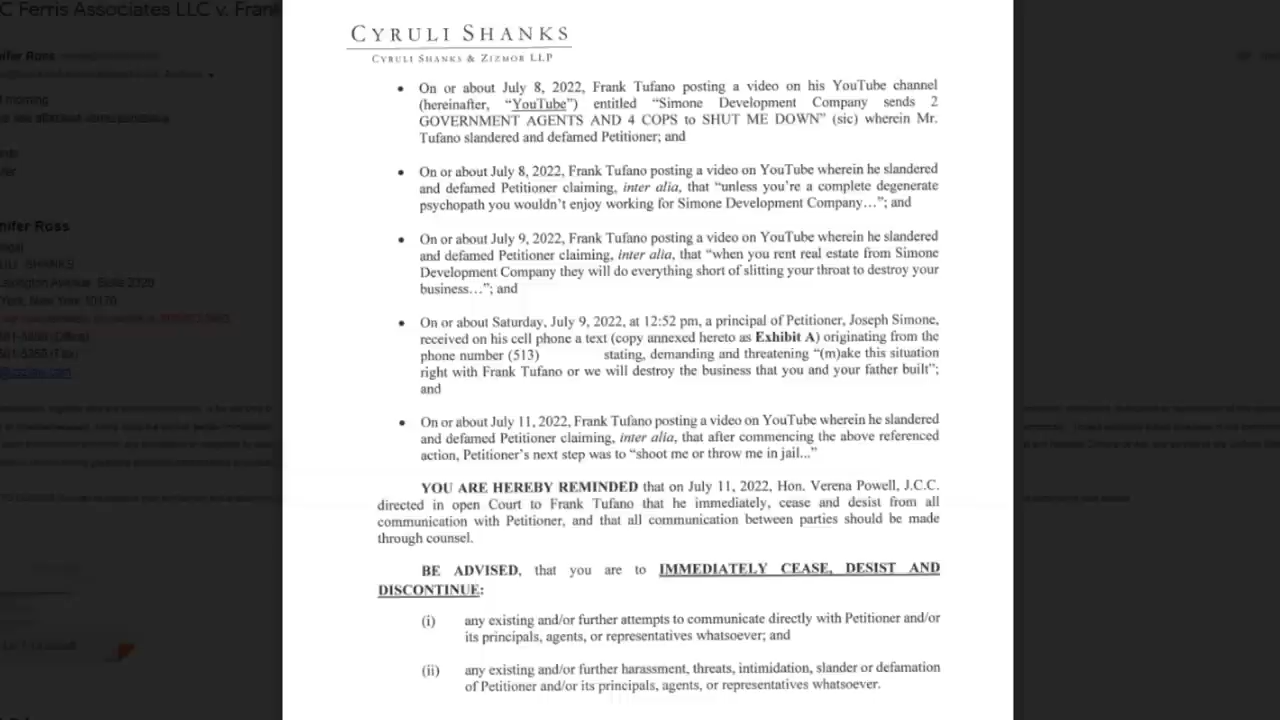 C Ferris Associates LLC v. Fran
nifer Ross
CYRULI SHANKS
CYRULI SHANKS & ZIZMOR LLP
• On or about July 8, 2022, Frank Tufano posting a video on his YouTube channel
(hereinafter, “YouTube”) entitled “Simone Development Company sends 2
GOVERNMENT AGENTS AND 4 COPS to SHUT ME DOWN” (sic) wherein Mr.
Tufano slandered and defamed Petitioner; and
• On or about July 8, 2022, Frank Tufano posting a video on YouTube wherein he slandered
and defamed Petitioner claiming, inter alia, that “unless you’re a complete degenerate
psychopath you wouldn’t enjoy working for Simone Development Company…”; and
• On or about July 9, 2022, Frank Tufano posting a video on YouTube wherein he slandered
and defamed Petitioner claiming, inter alia, that “when you rent real estate from Simone
Development Company they will do everything short of slitting your throat to destroy your
business…”; and
• On or about Saturday, July 9, 2022, at 12:52 pm, a principal of Petitioner, Joseph Simone,
received on his cell phone a text (copy annexed hereto as Exhibit A) originating from the
phone number (513) stating, demanding and threatening “(m)ake this situation
right with Frank Tufano or we will destroy the business that you and your father built”;
and
• On or about July 11, 2022, Frank Tufano posting a video on YouTube wherein he slandered
and defamed Petitioner claiming, inter alia, that after commencing the above referenced
action, Petitioner’s next step was to “shoot me or throw me in jail...”
YOU ARE HEREBY REMINDED that on July 11, 2022, Hon. Verena Powell, J.C.C.
directed in open Court to Frank Tufano that he immediately, cease and desist from all
communication with Petitioner, and that all communication between parties should be made
through counsel.
BE ADVISED, that you are to IMMEDIATELY CEASE, DESIST AND
DISCONTINUE:
(i) any existing and/or further attempts to communicate directly with Petitioner and/or
its principals, agents, or representatives whatsoever; and
(ii) any existing and/or further harassment, threats, intimidation, slander or defamation
of Petitioner and/or its principals, agents, or representatives whatsoever.
nifer Ross
SHANKS
York, New York 10170